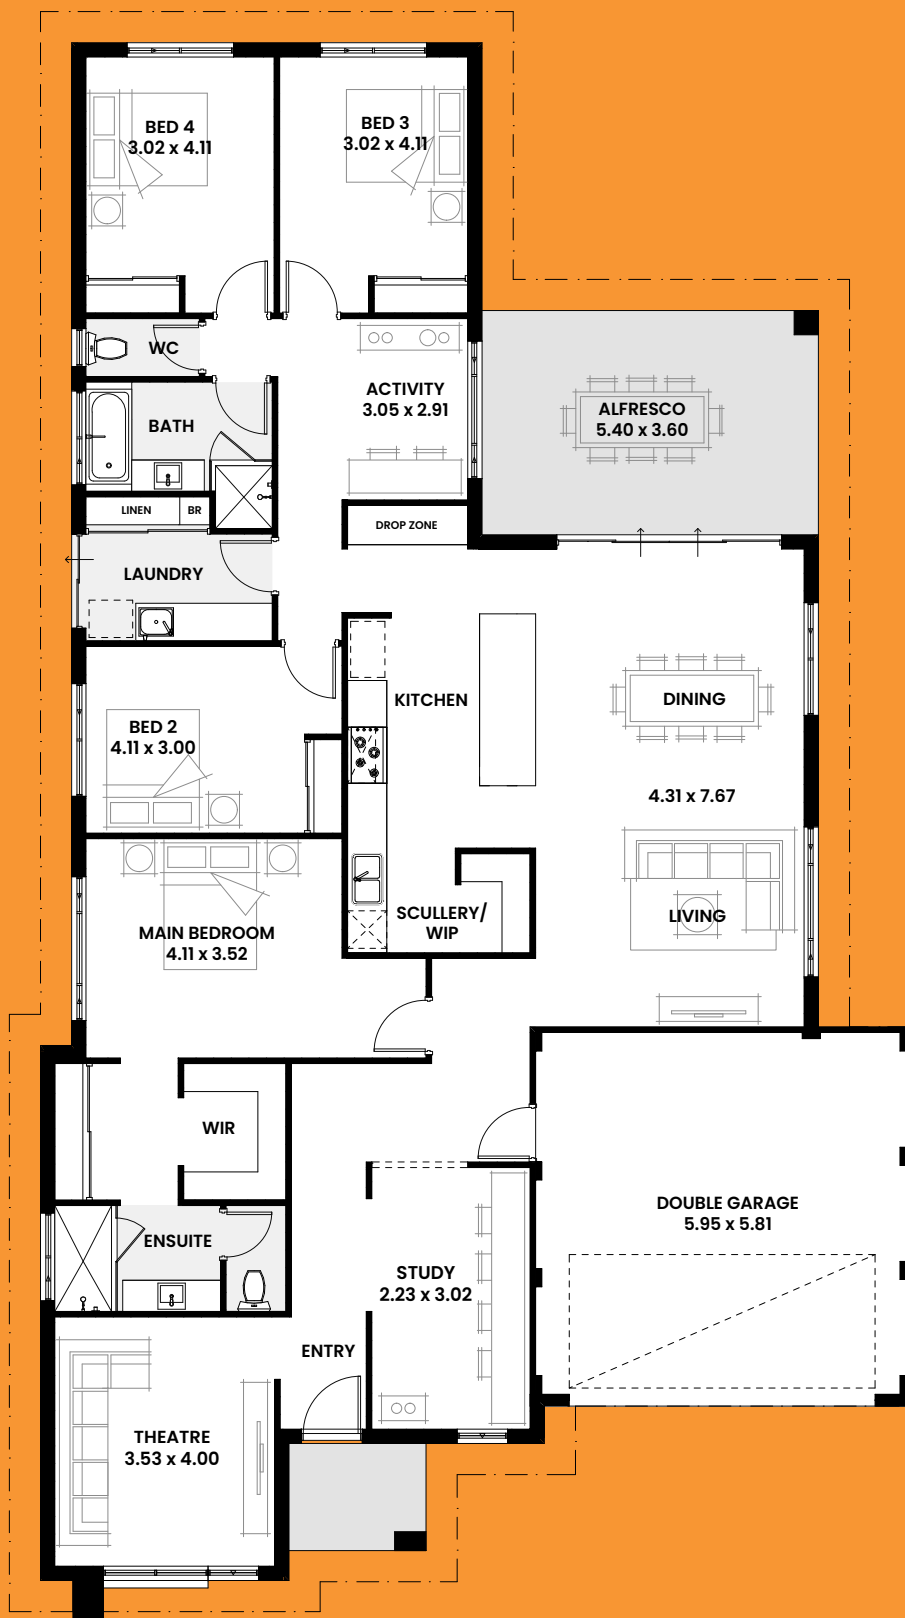 BED 4
3.02 x 4.11
BED 3
3.02 x 4.11
WC
ACTIVITY
3.05 x 2.91
ALFRESCO
5.40 x 3.60
BATH
LINEN
BR
DROP ZONE
LAUNDRY
KITCHEN
DINING
BED 2
4.11 x 3.00
4.31 x 7.67
MAIN BEDROOM
4.11 x 3.52
SCULLERY/
WIP
LIVING
WIR
DOUBLE GARAGE
5.95 x 5.81
ENSUITE
STUDY
2.23 x 3.02
ENTRY
THEATRE
3.53 x 4.00